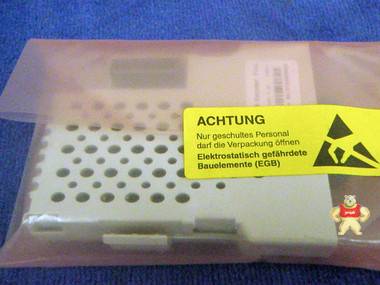 ACHTUNG
Nur geschultes Personal
darf die Verpackung öffnen
Elektrostatisch gefährdete
Bauelemente (EGB)